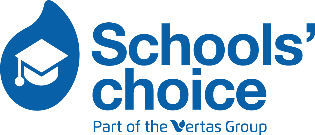 Schools’
choice
Part of the Vertas Group